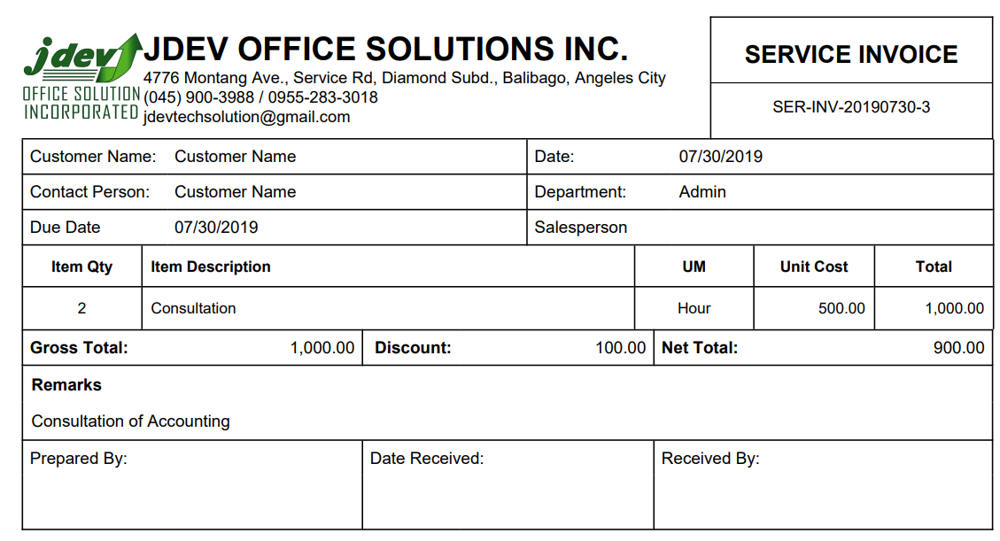 jdev
OFFICE SOLUTION
INCORPORATED
JDEV OFFICE SOLUTIONS INC.
4776 Montang Ave., Service Rd, Diamond Subd., Balibago, Angeles City
(045) 900-3988 / 0955-283-3018
jdevtechsolution@gmail.com
SERVICE INVOICE
SER-INV-20190730-3
Customer Name: Customer Name Date: 07/30/2019
Contact Person: Customer Name Department: Admin
Due Date 07/30/2019 Salesperson
Item Qty Item Description UM Unit Cost Total
2 Consultation Hour 500.00 1,000.00
Gross Total: 1,000.00 Discount: 100.00 Net Total: 900.00
Remarks
Consultation of Accounting
Prepared By: Date Received: Received By: